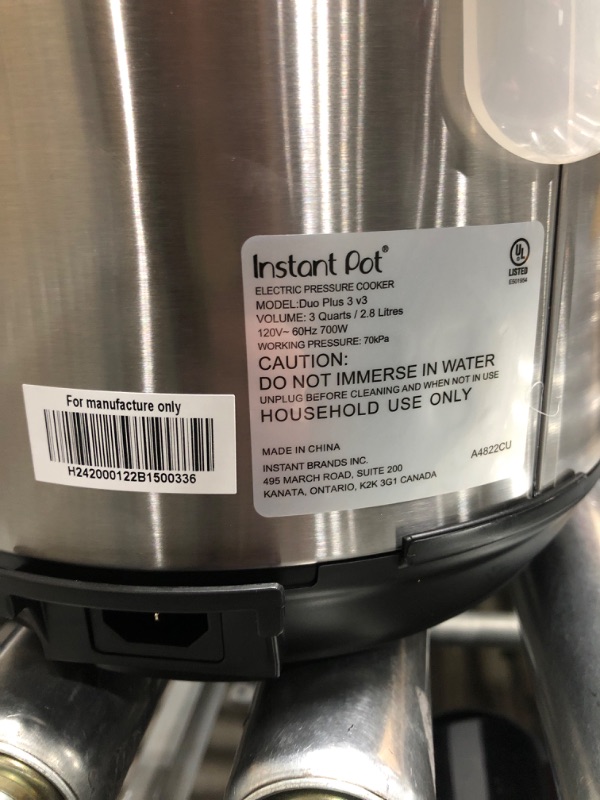 Instant Pot®
ELECTRIC PRESSURE COOKER
MODEL:Duo Plus 3 v3
VOLUME: 3 Quarts / 2.8 Litres
120V~ 60Hz 700W
WORKING PRESSURE: 70kPa
CAUTION:
DO NOT IMMERSE IN WATER
UNPLUG BEFORE CLEANING AND WHEN NOT IN USE
HOUSEHOLD USE ONLY
MADE IN CHINA
INSTANT BRANDS INC.
495 MARCH ROAD, SUITE 200
KANATA, ONTARIO, K2K 3G1 CANADA
A4822CU
UL
LISTED
For manufacture only
H242000122B1500336